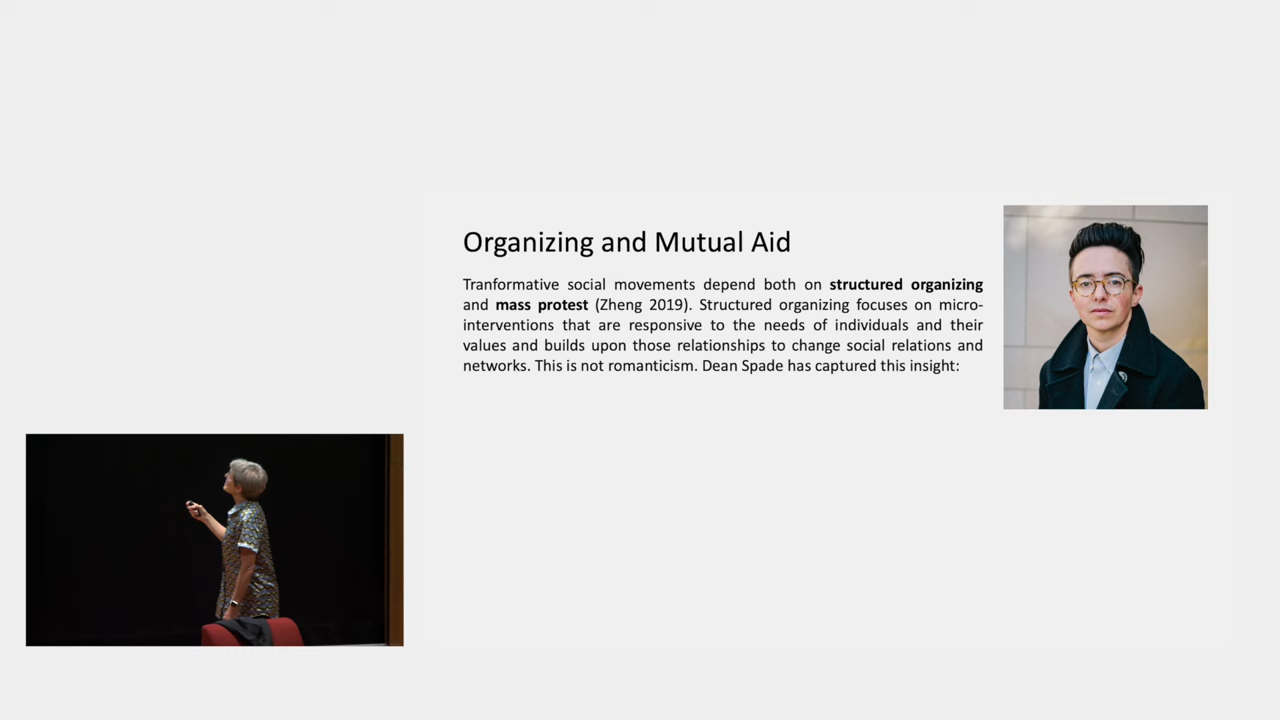 Organizing and Mutual Aid
Tranformative social movements depend both on structured organizing
and mass protest (Zheng 2019). Structured organizing focuses on micro-
interventions that are responsive to the needs of individuals and their
values and builds upon those relationships to change social relations and
networks. This is not romanticism. Dean Spade has captured this insight: